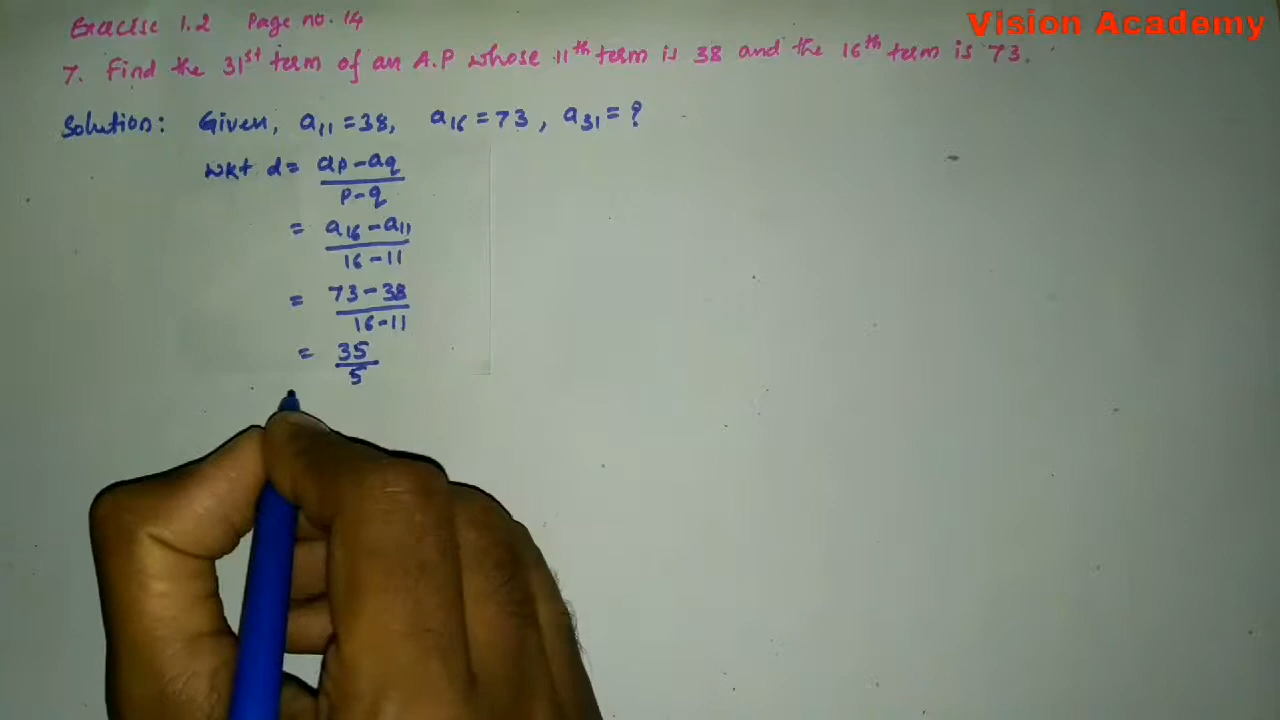 Exercise 1.2 Page no. 14
Vision Academy
7. Find the 31st term of an A.P whose 11th term is 38 and the 16th term is 73.
Solution: Given, a11 = 38, a16 = 73, a31 = ?
WKT d = ap - aq
p - q
= a16 - a11
16 - 11
= 73 - 38
16 - 11
= 35
5